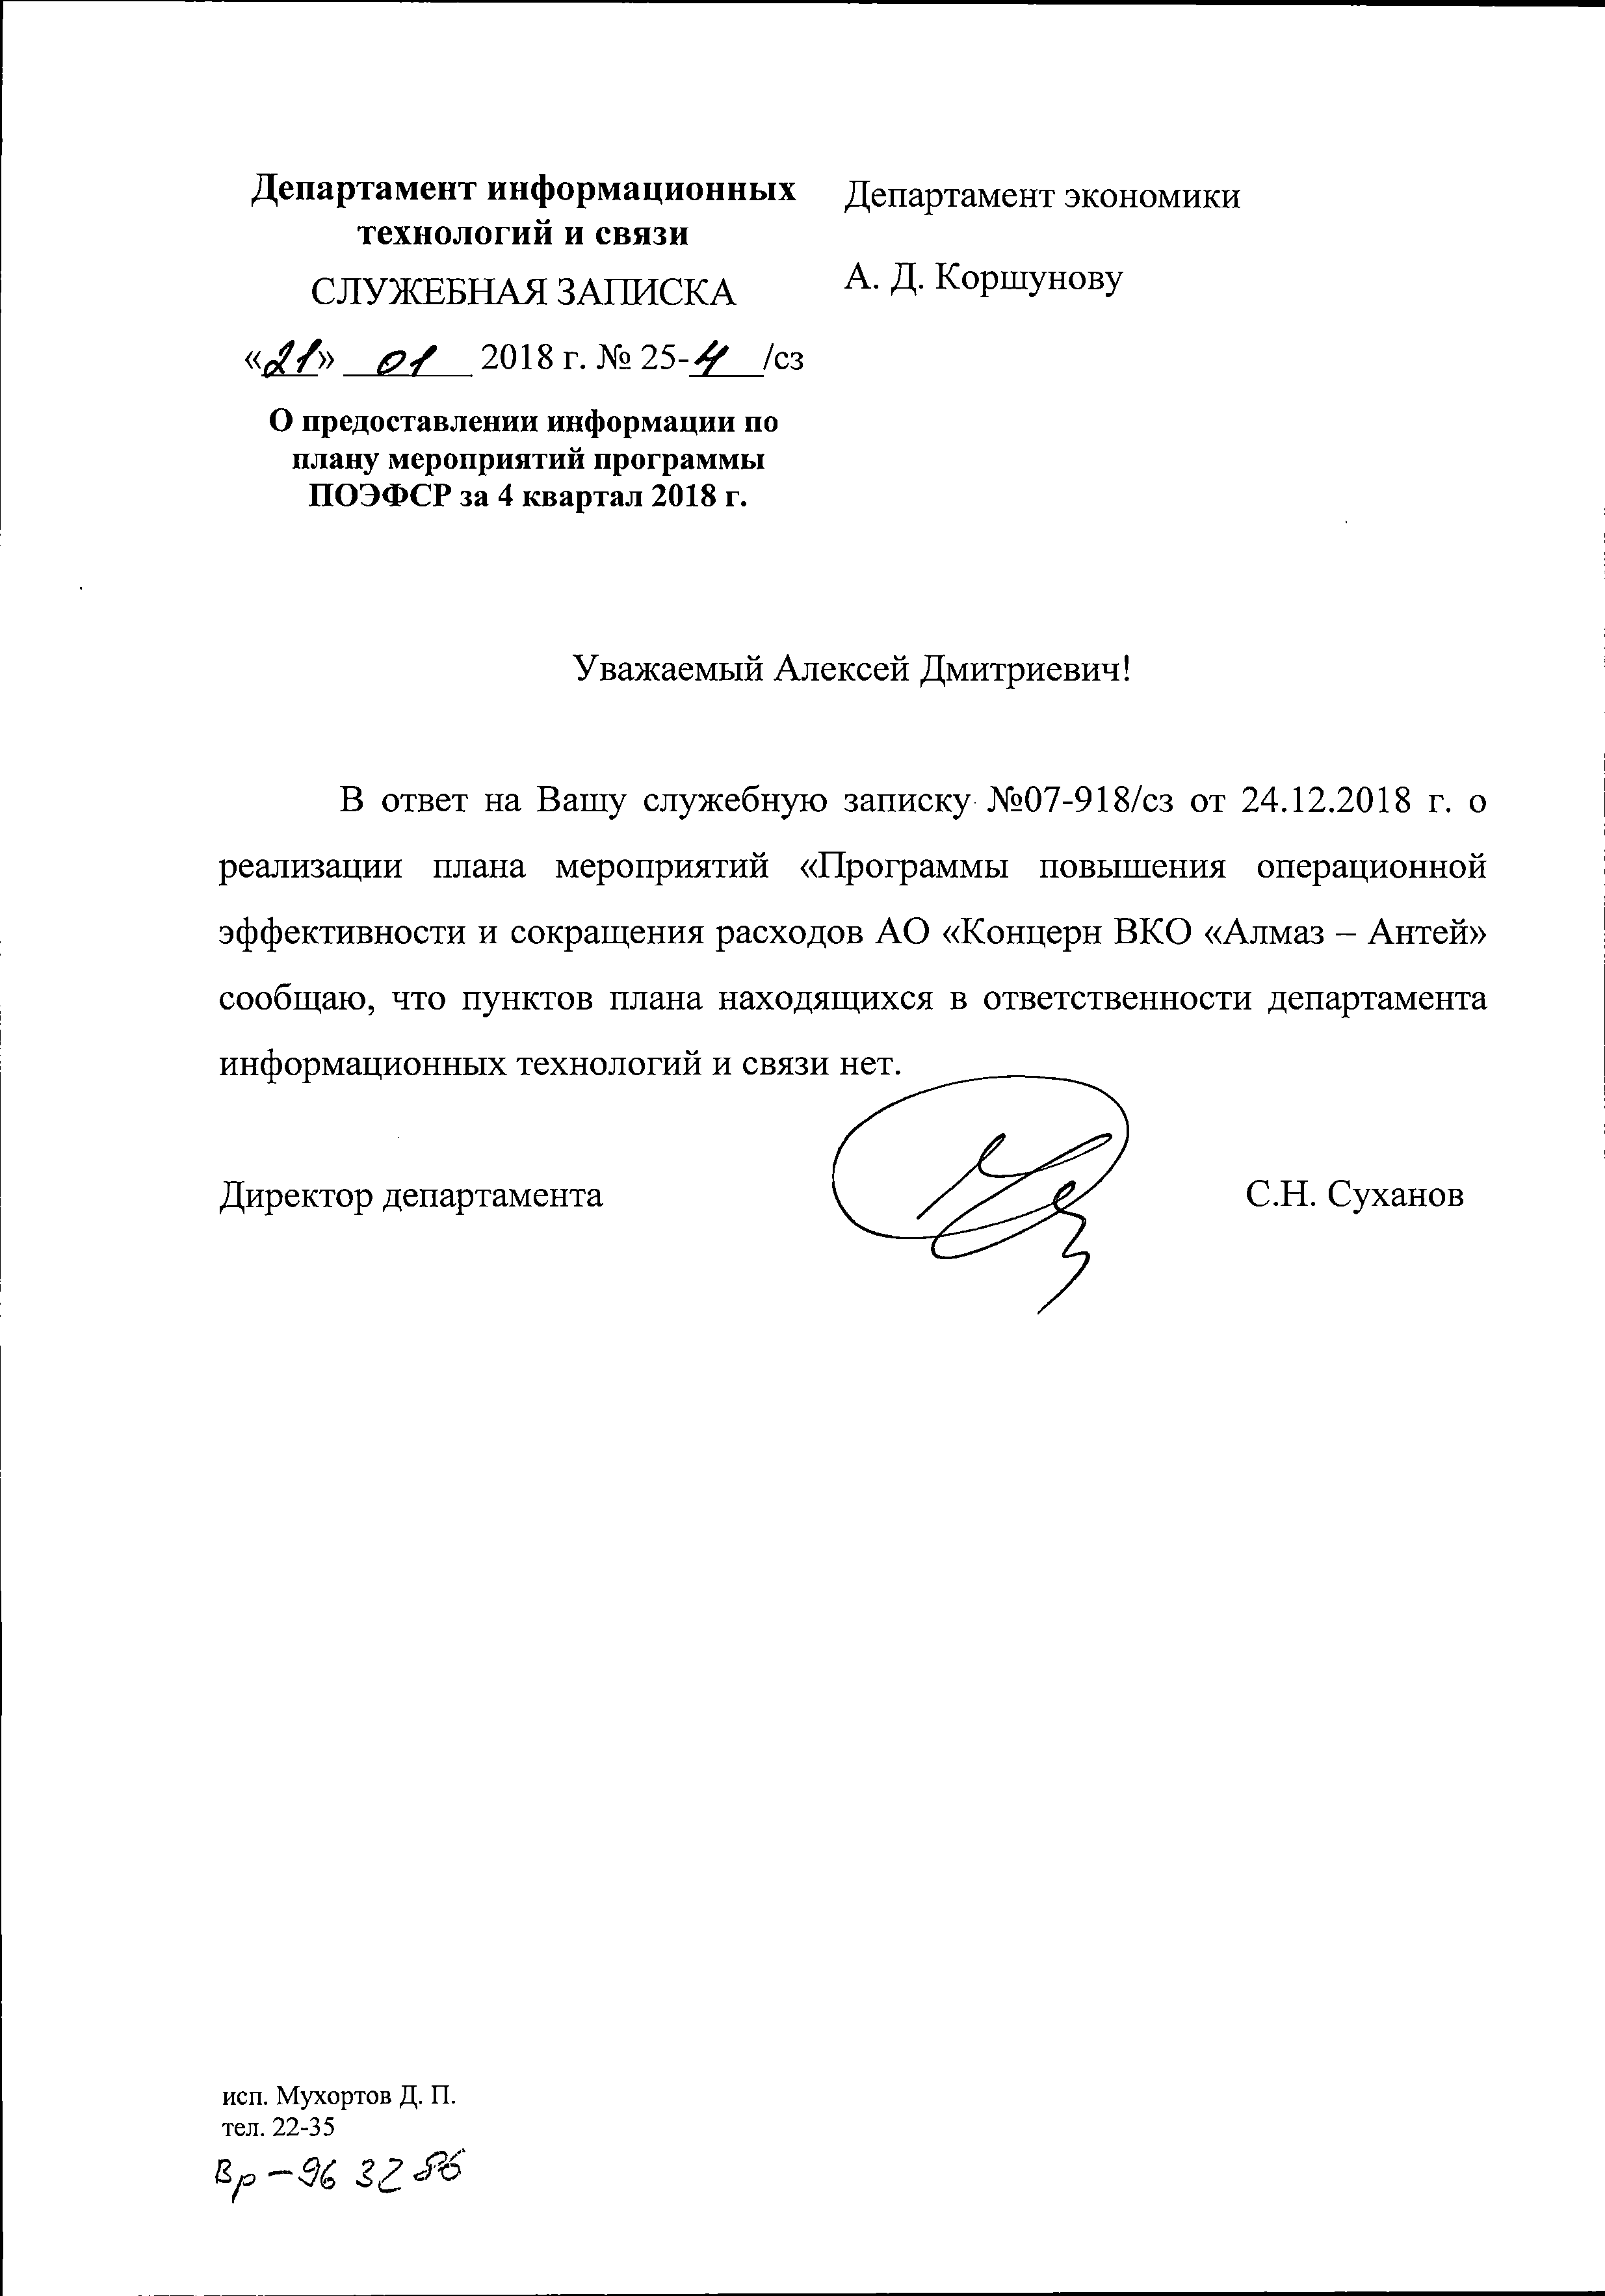 Департамент информационных
технологий и связи
СЛУЖЕБНАЯ ЗАПИСКА
«21» 01 2018 г. № 25-4/сз
О предоставлении информации по
плану мероприятий программы
ПОЭФСР за 4 квартал 2018 г.
Департамент экономики
А. Д. Коршунову
Уважаемый Алексей Дмитриевич!
В ответ на Вашу служебную записку №07-918/сз от 24.12.2018 г. о
реализации плана мероприятий «Программы повышения операционной
эффективности и сокращения расходов АО «Концерн ВКО «Алмаз – Антей»
сообщаю, что пунктов плана находящихся в ответственности департамента
информационных технологий и связи нет.
Директор департамента С.Н. Суханов
исп. Мухортов Д. П.
тел. 22-35
Вр-96 32 86